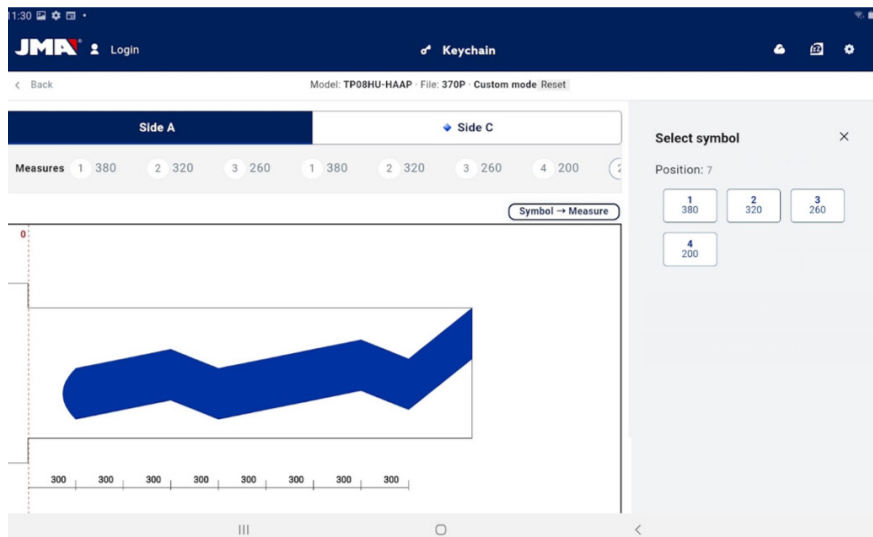 11:30
JMA Login
Keychain
Back
Model: TP08HU-HAAP · File: 370P · Custom mode Reset
Side A
Side C
Measures 1 380 2 320 3 260 1 380 2 320 3 260 4 200 2
Symbol → Measure
0
300 300 300 300 300 300 300 300
Select symbol
Position: 7
1
380
2
320
3
260
4
200